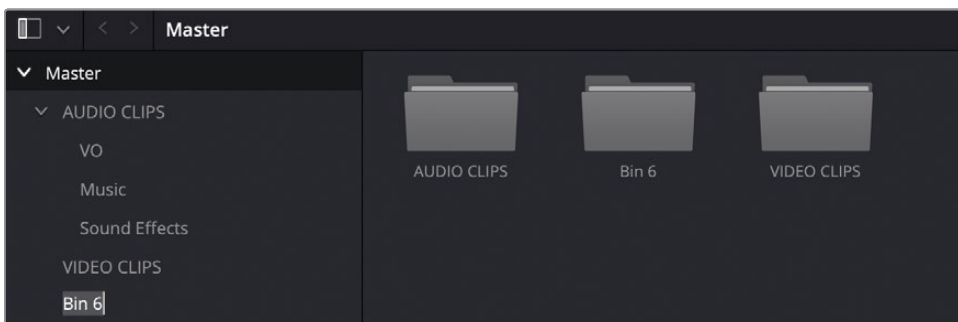 Master
Master
AUDIO CLIPS
VO
Music
Sound Effects
VIDEO CLIPS
Bin 6
AUDIO CLIPS
Bin 6
VIDEO CLIPS